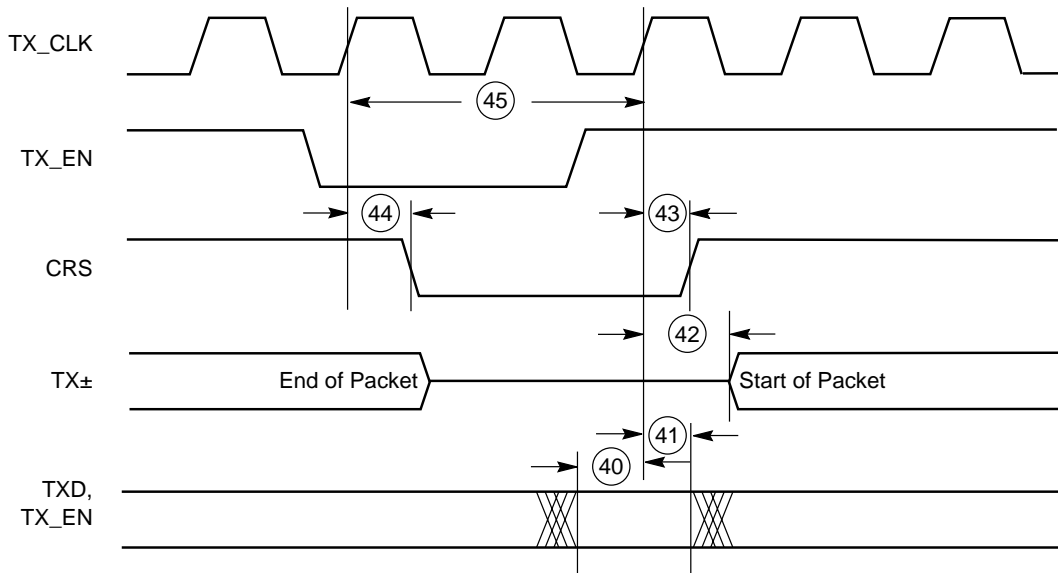 TX_CLK
45
TX_EN
44
43
CRS
42
TX±
End of Packet
Start of Packet
41
40
TXD,
TX_EN